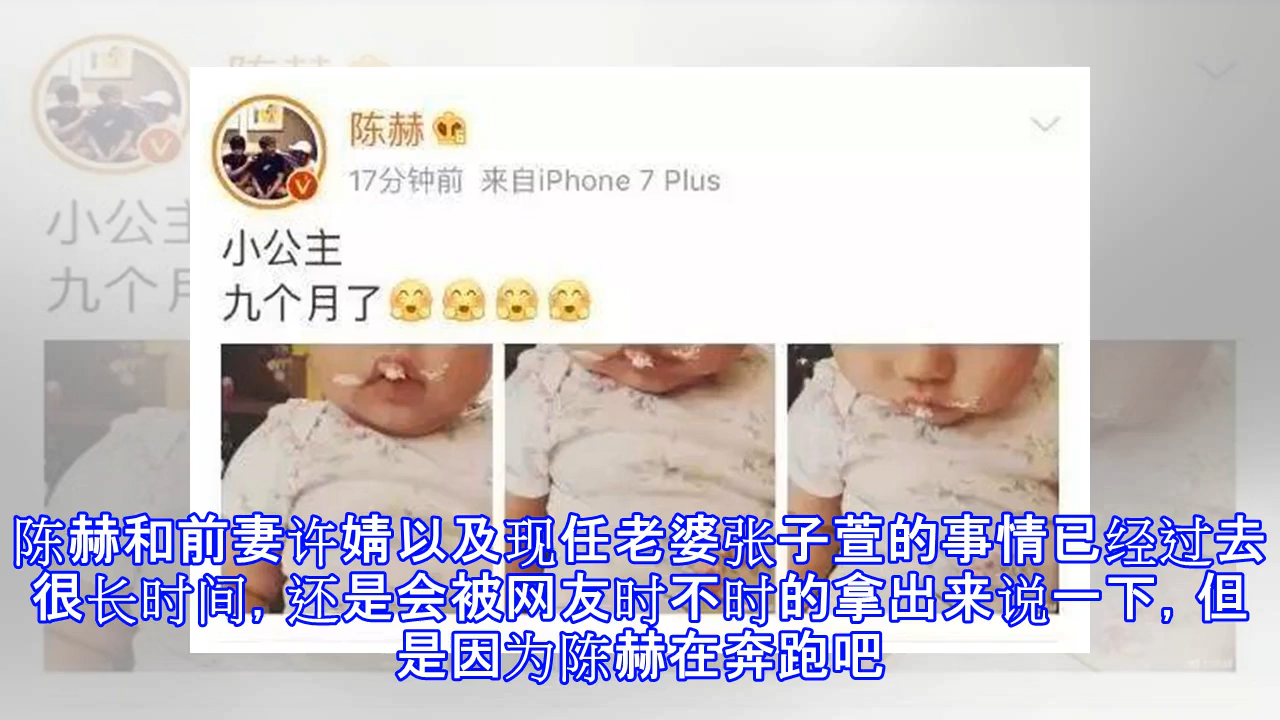 陈赫
17分钟前 来自iPhone 7 Plus
小公主
九个月了
陈赫和前妻许婧以及现任老婆张子萱的事情已经过去
很长时间,还是会被网友时不时的拿出来说一下,但
是因为陈赫在奔跑吧